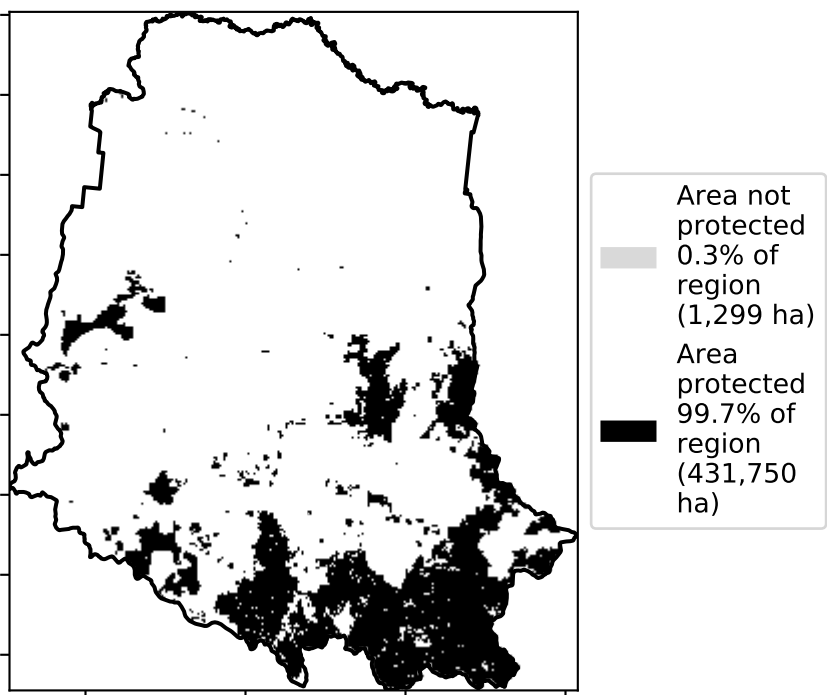 Area not
protected
0.3% of
region
(1,299 ha)
Area
protected
99.7% of
region
(431,750
ha)